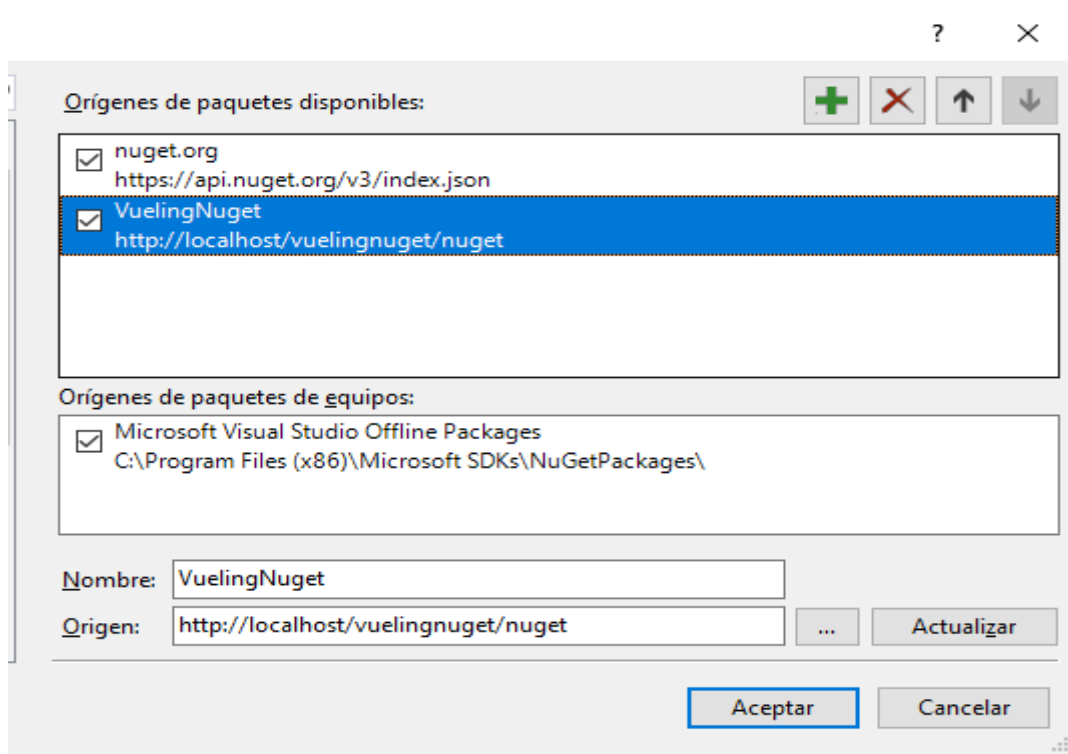 ?
Orígenes de paquetes disponibles:
nuget.org
https://api.nuget.org/v3/index.json
VuelingNuget
http://localhost/vuelingnuget/nuget
Orígenes de paquetes de equipos:
Microsoft Visual Studio Offline Packages
C:\Program Files (x86)\Microsoft SDKs\NuGetPackages\
Nombre: VuelingNuget
Origen: http://localhost/vuelingnuget/nuget ... Actualizar
Aceptar Cancelar